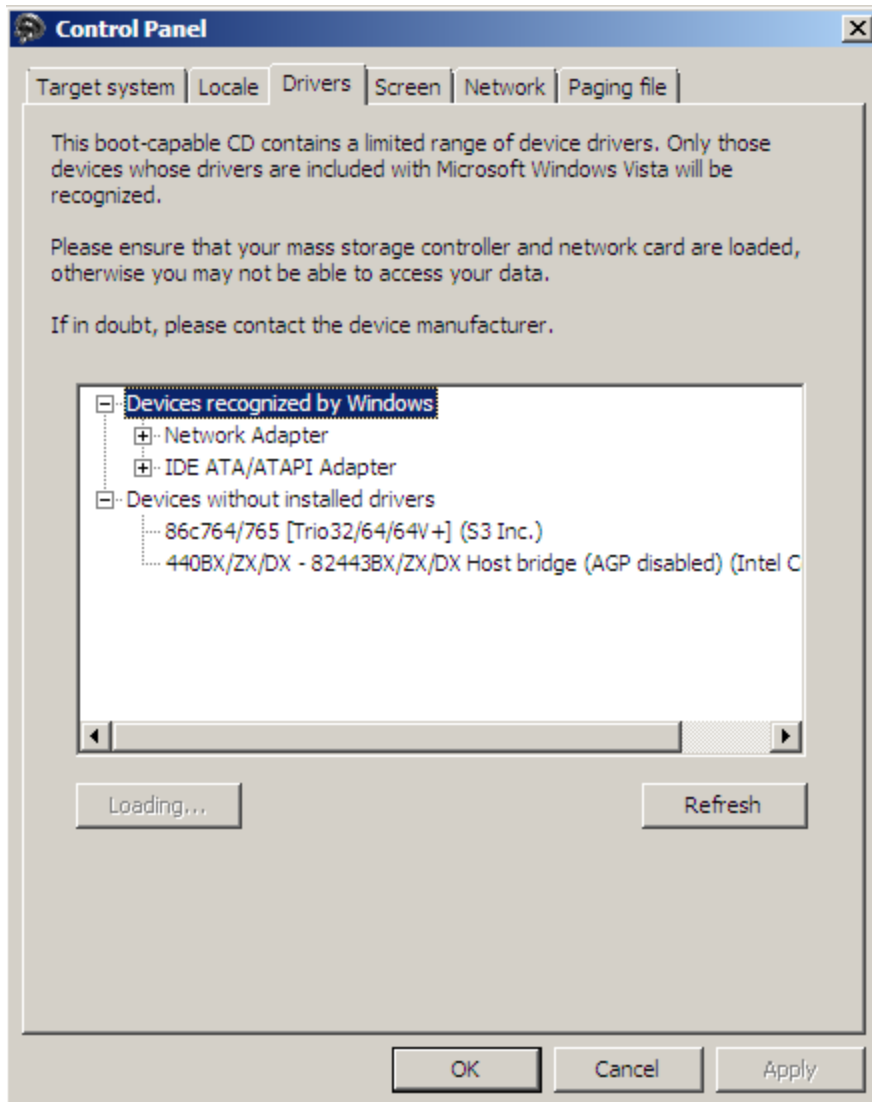 Control Panel
Target system Locale Drivers Screen Network Paging file
This boot-capable CD contains a limited range of device drivers. Only those
devices whose drivers are included with Microsoft Windows Vista will be
recognized.
Please ensure that your mass storage controller and network card are loaded,
otherwise you may not be able to access your data.
If in doubt, please contact the device manufacturer.
Devices recognized by Windows
Network Adapter
IDE ATA/ATAPI Adapter
Devices without installed drivers
86c764/765 [Trio32/64/64V+] (S3 Inc.)
440BX/ZX/DX - 82443BX/ZX/DX Host bridge (AGP disabled) (Intel C
Loading... Refresh
OK Cancel Apply